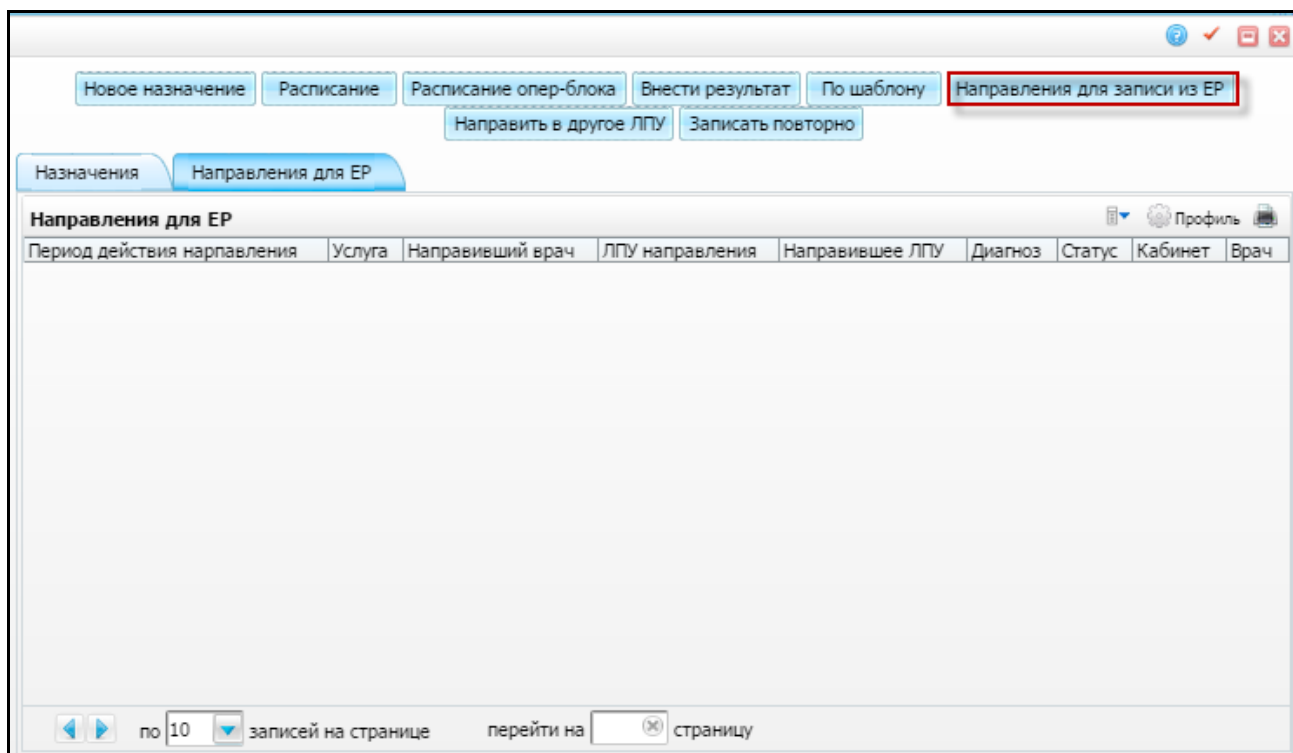 Новое назначение Расписание Расписание опер-блока Внести результат По шаблону Направления для записи из ЕР
Направить в другое ЛПУ Записать повторно
Назначения Направления для ЕР
Направления для ЕР Профиль
Период действия нарпавления Услуга Направивший врач ЛПУ направления Направившее ЛПУ Диагноз Статус Кабинет Врач
по 10 записей на странице перейти на страницу